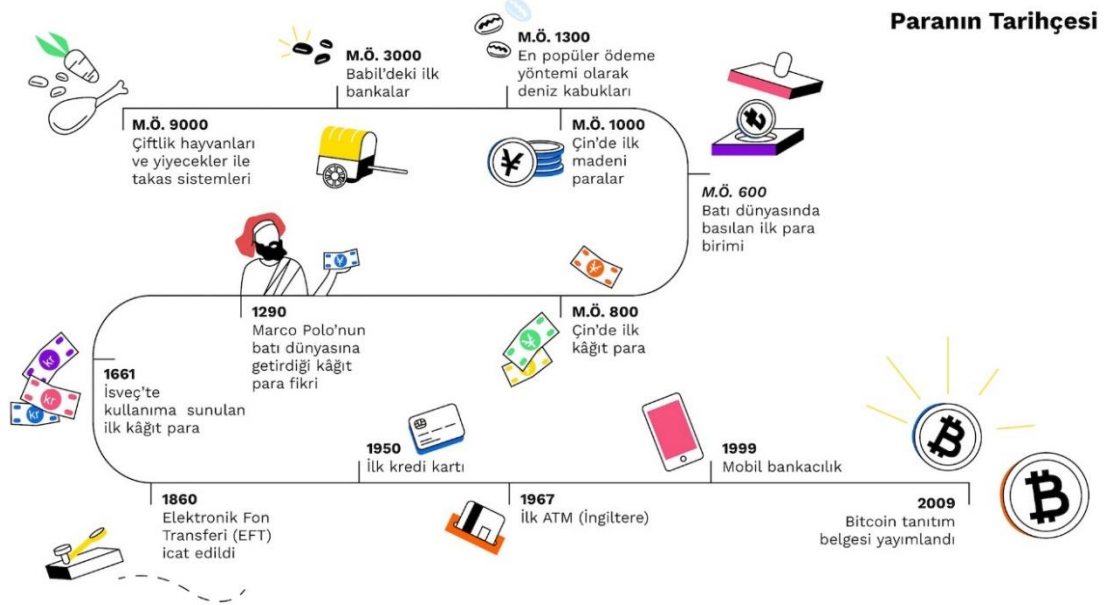 Paranın Tarihçesi
M.Ö. 9000
Çiftlik hayvanları
ve yiyecekler ile
takas sistemleri
M.Ö. 3000
Babil’deki ilk
bankalar
M.Ö. 1300
En popüler ödeme
yöntemi olarak
deniz kabukları
M.Ö. 1000
Çin’de ilk
madeni
paralar
M.Ö. 600
Batı dünyasında
basılan ilk para
birimi
M.Ö. 800
Çin’de ilk
kâğıt para
1290
Marco Polo’nun
batı dünyasına
getirdiği kâğıt
para fikri
1661
İsveç’te
kullanıma sunulan
ilk kâğıt para
kr
kr
kr
1860
Elektronik Fon
Transferi (EFT)
icat edildi
1950
İlk kredi kartı
1967
İlk ATM (İngiltere)
1999
Mobil bankacılık
2009
Bitcoin tanıtım
belgesi yayımlandı